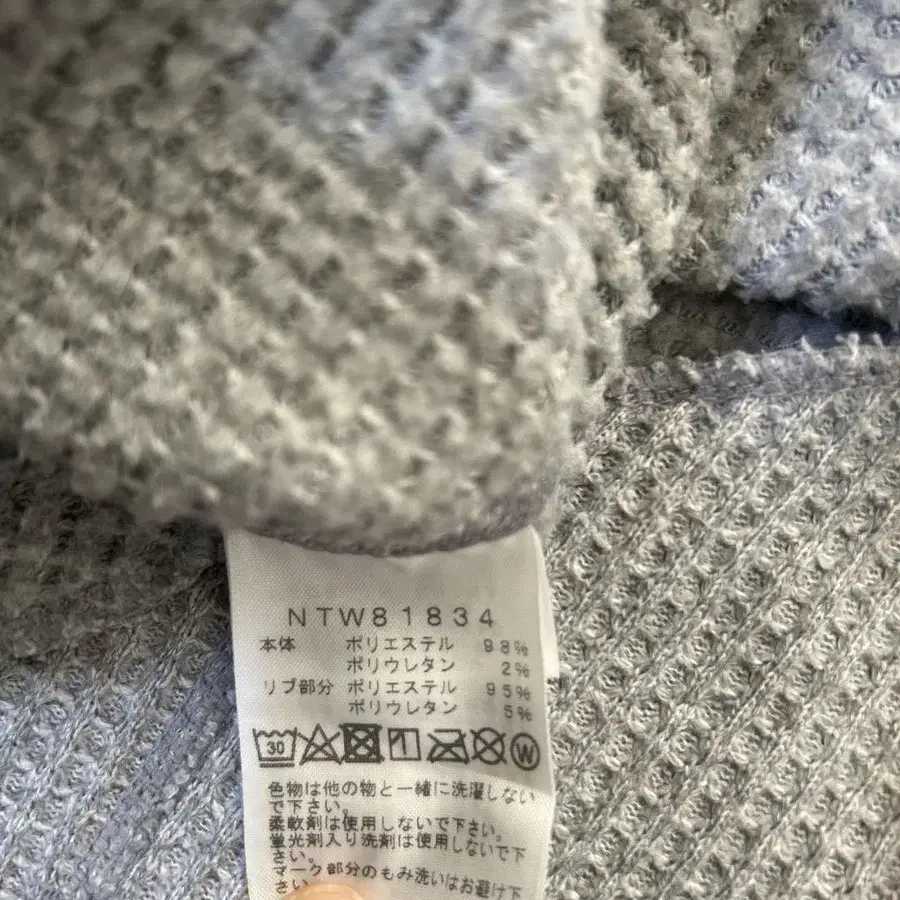 NTW81834
本体 ポリエステル 98%
ポリウレタン 2%
リブ部分 ポリエステル 95%
ポリウレタン 5%
30 W
色物は他の物と一緒に洗濯しない
で下さい。
柔軟剤は使用しないで下さい。
蛍光剤入り洗剤は使用しないで下
さい。
マーク部分のもみ洗いはお避け下
さい